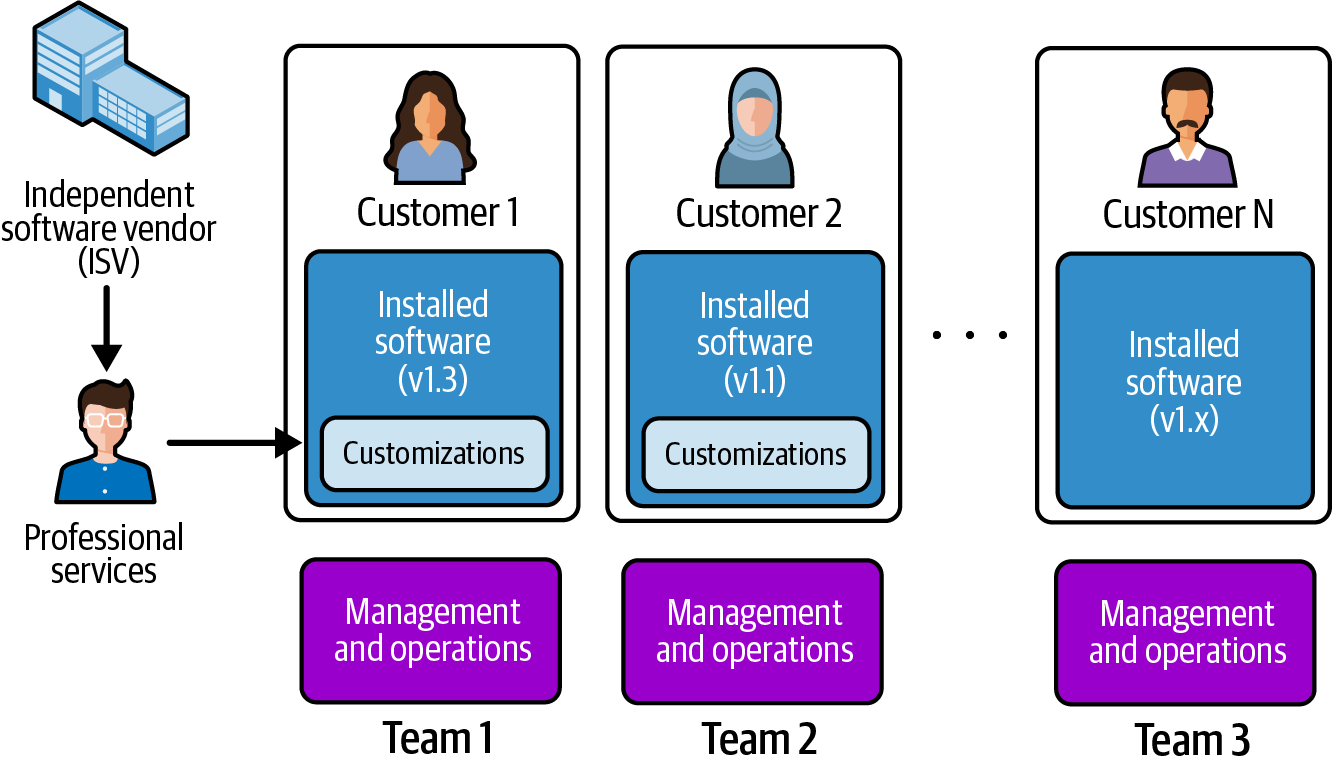 Independent
software vendor
(ISV)
Professional
services
Customer 1
Installed
software
(v1.3)
Customizations
Management
and operations
Team 1
Customer 2
Installed
software
(v1.1)
Customizations
Management
and operations
Team 2
. . .
Customer N
Installed
software
(v1.x)
Management
and operations
Team 3